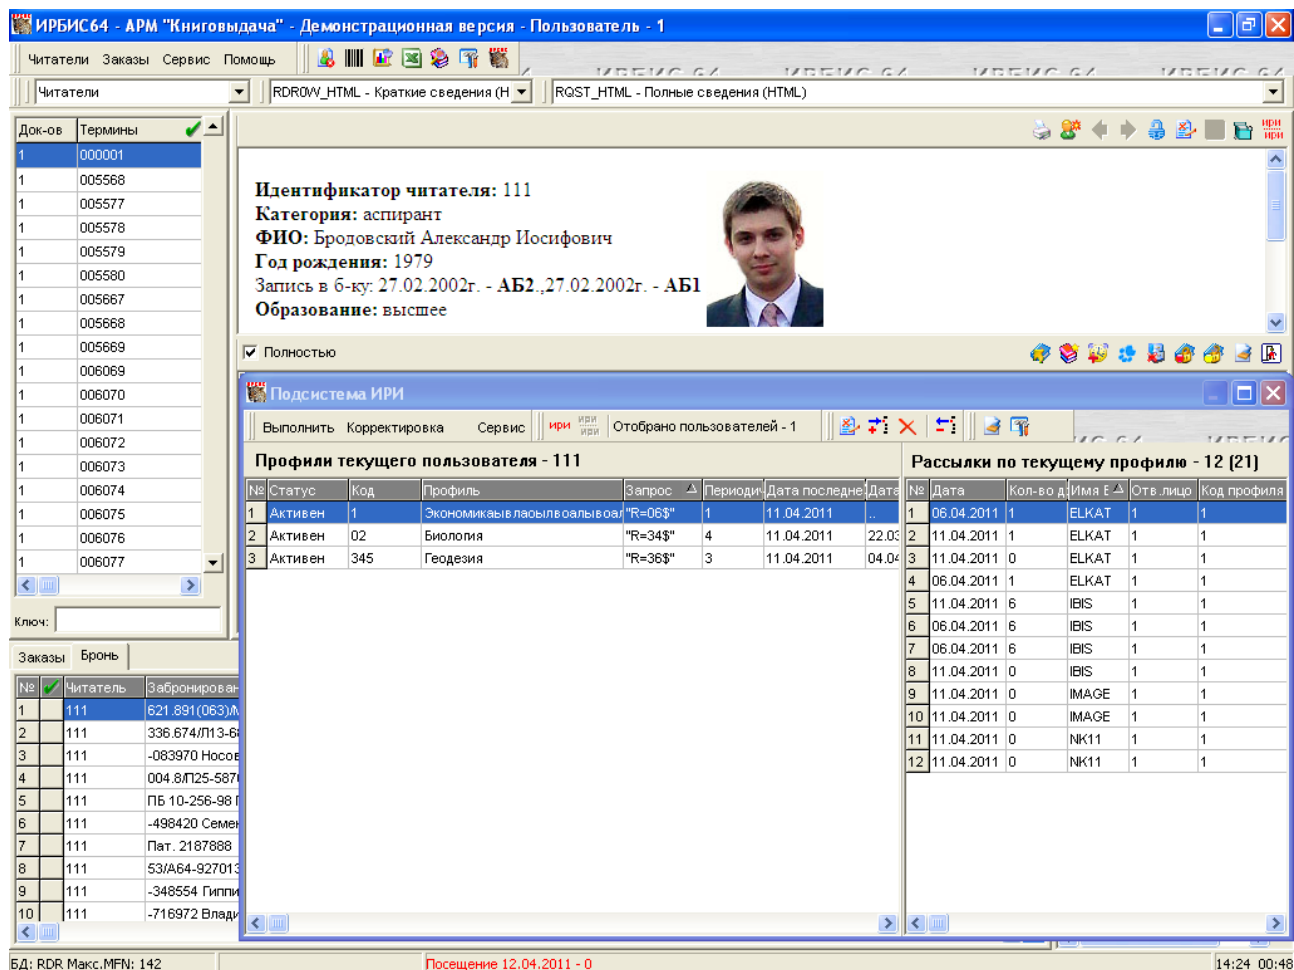 ИРБИС64 - АРМ "Книговыдача" - Демонстрационная версия - Пользователь - 1
Читатели Заказы Сервис Помощь
Читатели
RDR0W_HTML - Краткие сведения (H
RQST_HTML - Полные сведения (HTML)
Док-ов Термины
1 000001
1 005568
1 005577
1 005578
1 005579
1 005580
1 005667
1 005668
1 005669
1 006069
1 006070
1 006071
1 006072
1 006073
1 006074
1 006075
1 006076
1 006077
Ключ:
Идентификатор читателя: 111
Категория: аспирант
ФИО: Бродовский Александр Иосифович
Год рождения: 1979
Запись в б-ку: 27.02.2002г. - АБ2.,27.02.2002г. - АБ1
Образование: высшее
Полностью
Подсистема ИРИ
Выполнить Корректировка Сервис ири Отобрано пользователей - 1
Профили текущего пользователя - 111
№ Статус Код Профиль Запрос Периодич Дата последне Дата
1 Активен 1 "R=06$" 1 11.04.2011 ..
2 Активен 02 Биология "R=34$" 4 11.04.2011 22.03
3 Активен 345 Геодезия "R=36$" 3 11.04.2011 04.04
Рассылки по текущему профилю - 12 (21)
№ Дата Кол-во д Имя Б Отв.лицо Код профиля
1 06.04.2011 1 ELKAT 1 1
2 11.04.2011 1 ELKAT 1 1
3 11.04.2011 0 ELKAT 1 1
4 06.04.2011 1 ELKAT 1 1
5 11.04.2011 6 IBIS 1 1
6 06.04.2011 6 IBIS 1 1
7 06.04.2011 6 IBIS 1 1
8 11.04.2011 0 IBIS 1 1
9 11.04.2011 0 IMAGE 1 1
10 11.04.2011 0 IMAGE 1 1
11 11.04.2011 0 NK11 1 1
12 11.04.2011 0 NK11 1 1
Заказы Бронь
№ Читатель Забронирован
1 111 621.891(063)/М
2 111 336.674/Л13-68
3 111 -083970 Носов
4 111 004.8/П25-5870
5 111 ПБ 10-256-98 П
6 111 -498420 Семен
7 111 Пат. 2187888
8 111 53/А64-927013
9 111 -348554 Гиппи
10 111 -716972 Влади
БД: RDR Макс.MFN: 142
Посещение 12.04.2011 - 0
14:24 00:48